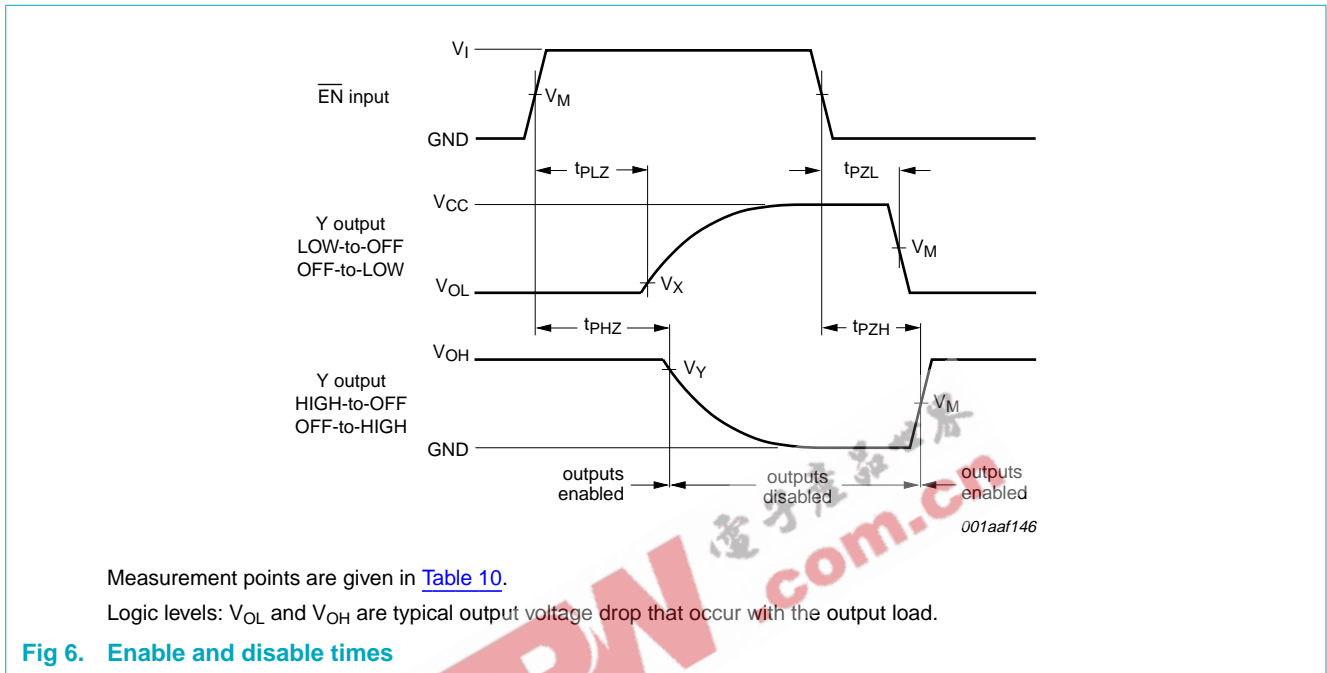 VI
EN input
VM
GND
tPLZ
tPZL
VCC
Y output
LOW-to-OFF
OFF-to-LOW
VM
VOL
VX
tPHZ
tPZH
VOH
VY
Y output
HIGH-to-OFF
OFF-to-HIGH
VM
GND
outputs
enabled
outputs
disabled
outputs
enabled
001aaf146
Measurement points are given in Table 10.
Logic levels: VOL and VOH are typical output voltage drop that occur with the output load.
Fig 6. Enable and disable times
.com.cn